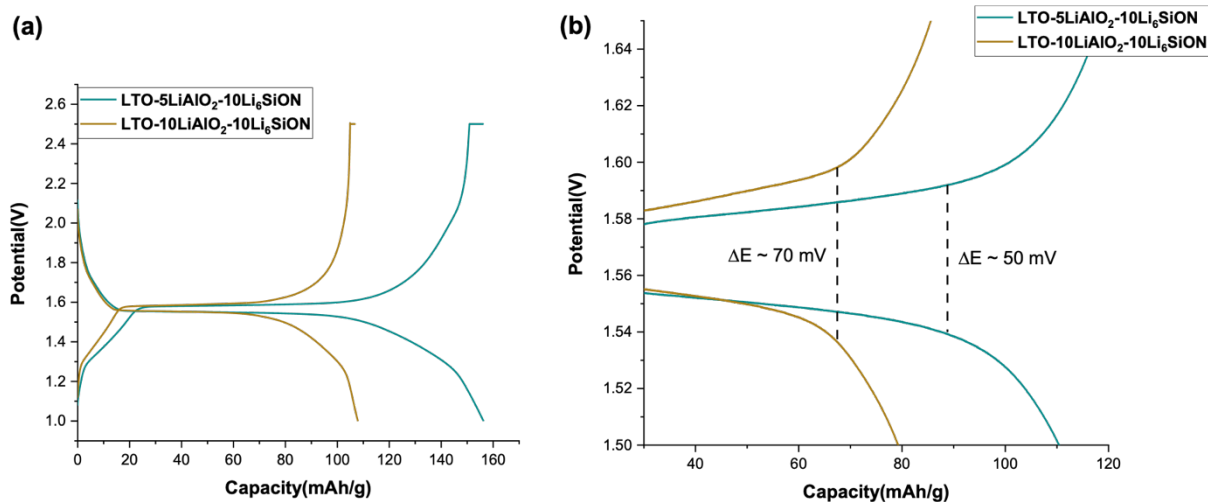 (a)
LTO-5LiAlO₂-10Li₆SiON
LTO-10LiAlO₂-10Li₆SiON
Potential(V)
2.6
2.4
2.2
2.0
1.8
1.6
1.4
1.2
1.0
0 20 40 60 80 100 120 140 160
Capacity(mAh/g)
(b)
LTO-5LiAlO₂-10Li₆SiON
LTO-10LiAlO₂-10Li₆SiON
Potential(V)
1.64
1.62
1.60
1.58
1.56
1.54
1.52
1.50
ΔE ~ 70 mV
ΔE ~ 50 mV
40 60 80 100 120
Capacity(mAh/g)